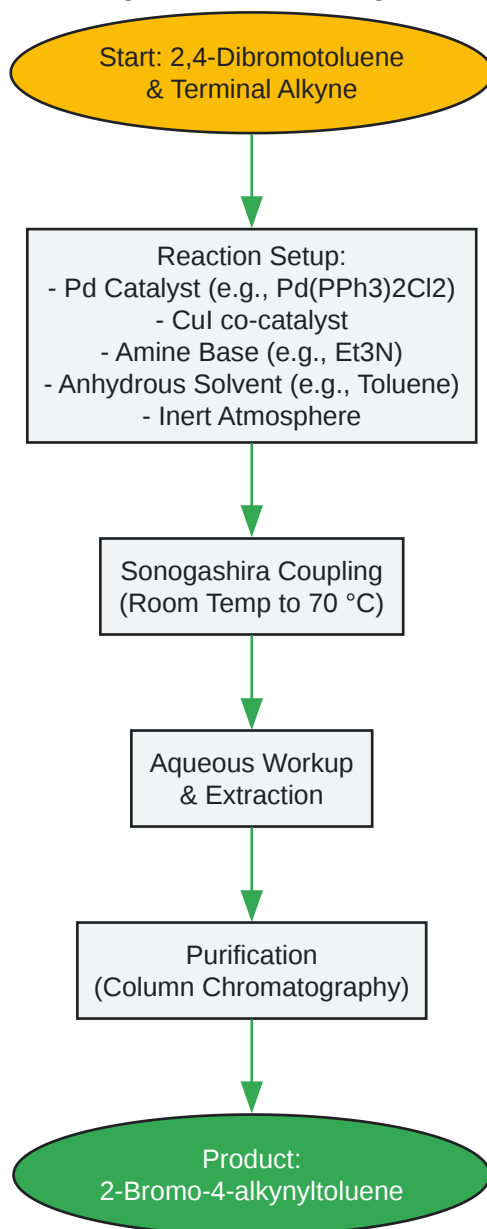 Start: 2,4-Dibromotoluene
& Terminal Alkyne
Reaction Setup:
- Pd Catalyst (e.g., Pd(PPh3)2Cl2)
- CuI co-catalyst
- Amine Base (e.g., Et3N)
- Anhydrous Solvent (e.g., Toluene)
- Inert Atmosphere
Sonogashira Coupling
(Room Temp to 70 °C)
Aqueous Workup
& Extraction
Purification
(Column Chromatography)
Product:
2-Bromo-4-alkynyltoluene